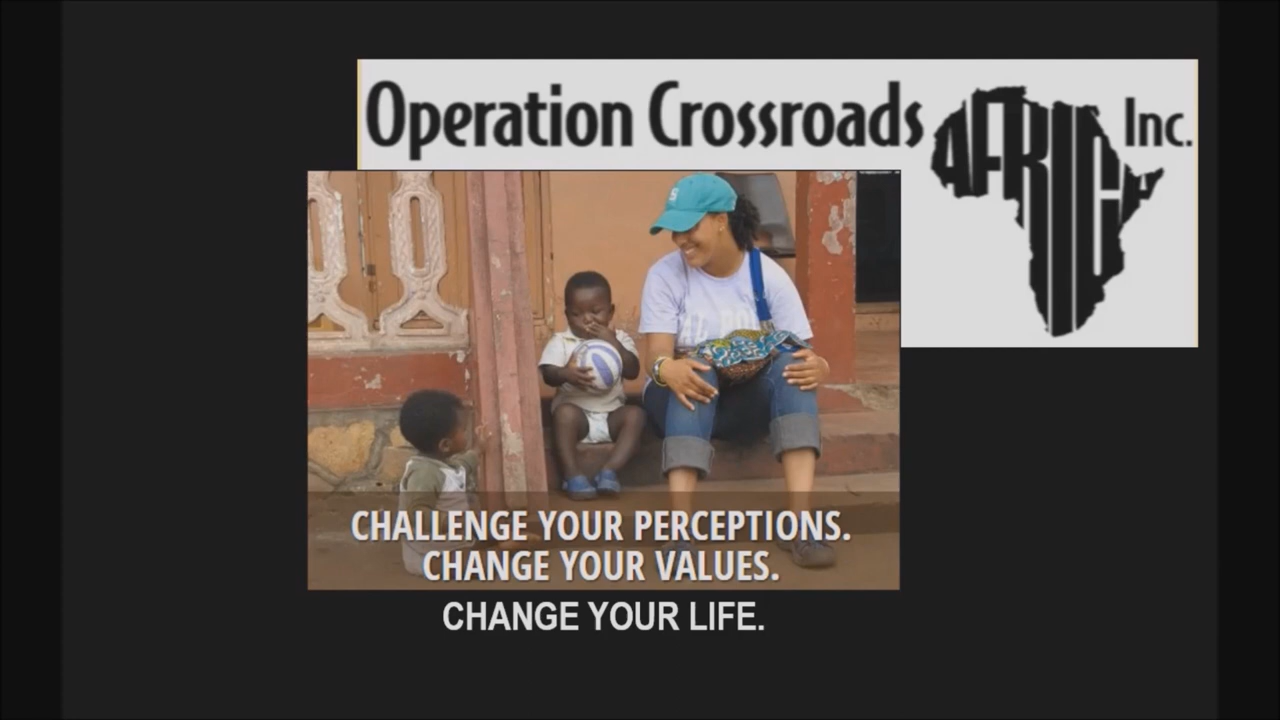 Operation Crossroads AFRICA Inc.
CHALLENGE YOUR PERCEPTIONS.
CHANGE YOUR VALUES.
CHANGE YOUR LIFE.